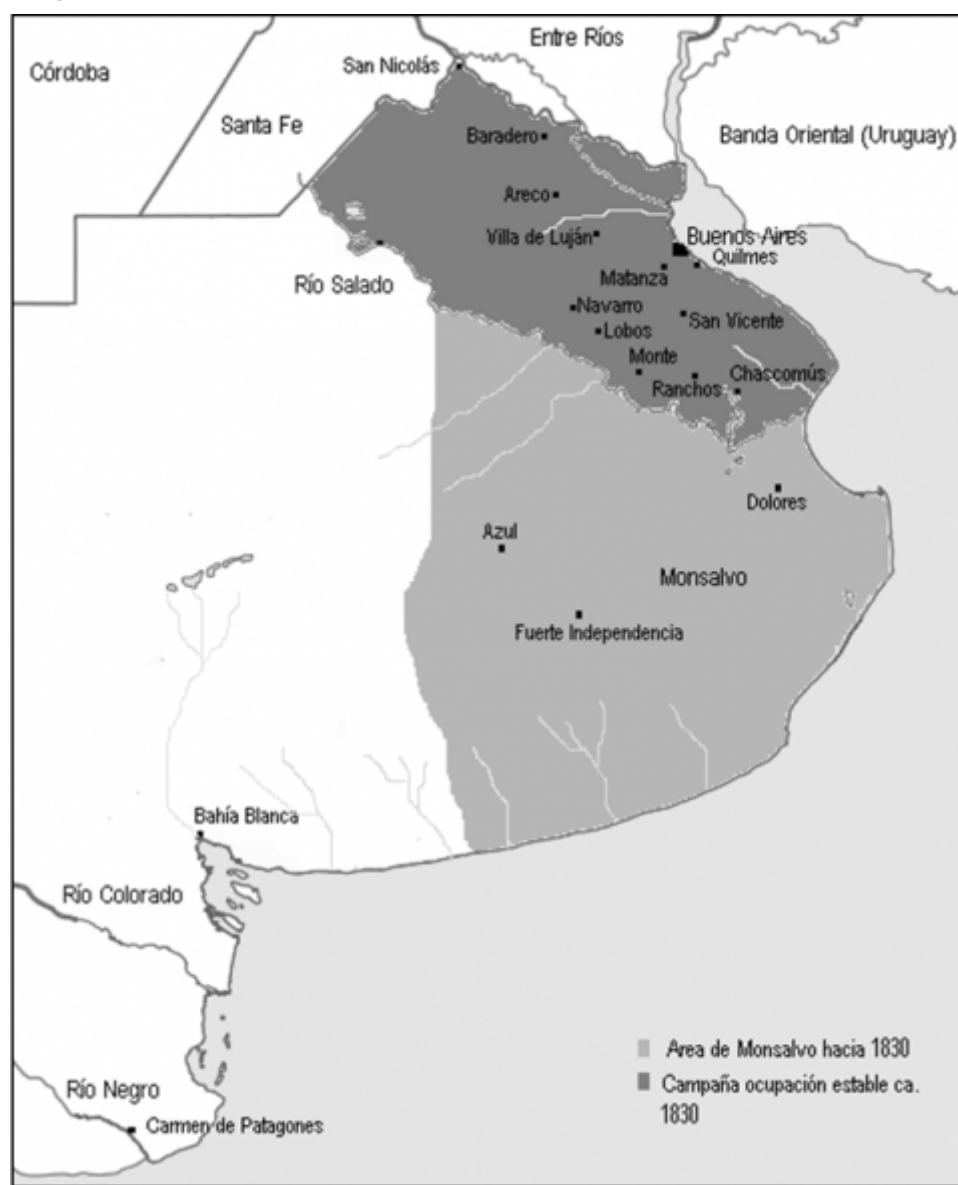 Entre Ríos
San Nicolás
Córdoba
Santa Fe
Baradero
Banda Oriental (Uruguay)
Areco
Villa de Luján
Buenos Aires
Quilmes
Matanza
Río Salado
Navarro
San Vicente
Lobos
Monte
Chascomús
Ranchos
Dolores
Azul
Monsalvo
Fuerte Independencia
Bahía Blanca
Río Colorado
Area de Monsalvo hacia 1830
Campaña ocupación estable ca.
1830
Río Negro
Carmen de Patagones